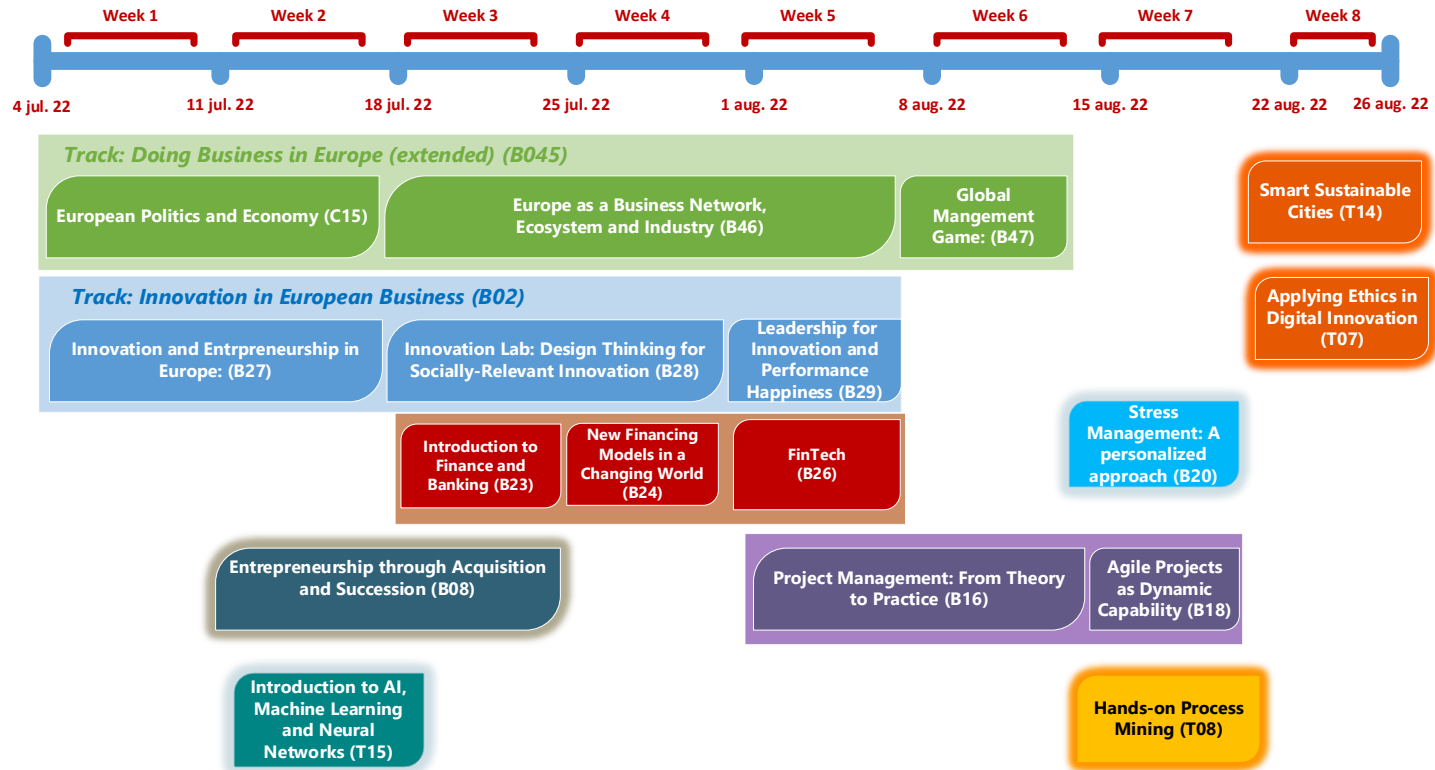 Week 1
Week 2
Week 3
Week 4
Week 5
Week 6
Week 7
Week 8
4 jul. 22
11 jul. 22
18 jul. 22
25 jul. 22
1 aug. 22
8 aug. 22
15 aug. 22
22 aug. 22
26 aug. 22
Track: Doing Business in Europe (extended) (B045)
European Politics and Economy (C15)
Europe as a Business Network,
Ecosystem and Industry (B46)
Global
Mangement
Game: (B47)
Smart Sustainable
Cities (T14)
Track: Innovation in European Business (B02)
Innovation and Entrpreneurship in
Europe: (B27)
Innovation Lab: Design Thinking for
Socially-Relevant Innovation (B28)
Leadership for
Innovation and
Performance
Happiness (B29)
Applying Ethics in
Digital Innovation
(T07)
Introduction to
Finance and
Banking (B23)
New Financing
Models in a
Changing World
(B24)
FinTech
(B26)
Stress
Management: A
personalized
approach (B20)
Entrepreneurship through Acquisition
and Succession (B08)
Project Management: From Theory
to Practice (B16)
Agile Projects
as Dynamic
Capability (B18)
Introduction to AI,
Machine Learning
and Neural
Networks (T15)
Hands-on Process
Mining (T08)